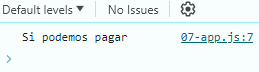 Default levels No Issues
Si podemos pagar 07-app.js:7